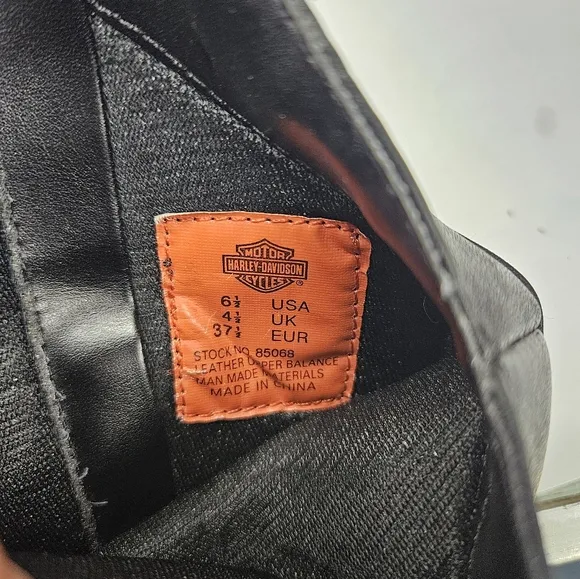 MOTOR
HARLEY-DAVIDSON
CYCLES ®
6½ USA
4½ UK
37½ EUR
STOCK NO. 85068
LEATHER UPPER BALANCE
MAN MADE MATERIALS
MADE IN CHINA